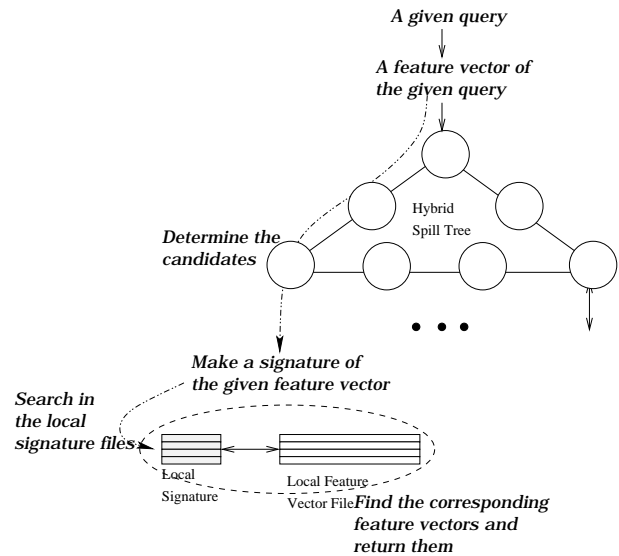 A given query
A feature vector of
the given query
Hybrid
Spill Tree
Determine the
candidates
Make a signature of
the given feature vector
Search in
the local
signature files
Local
Signature
Local Feature
Vector File
Find the corresponding
feature vectors and
return them